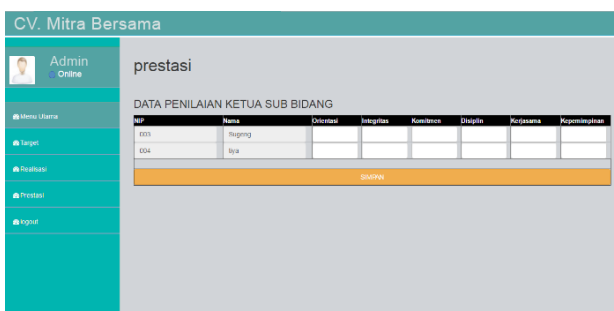 CV. Mitra Bersama
Admin
Online
Menu Utama
Target
Realisasi
Prestasi
logout
prestasi
DATA PENILAIAN KETUA SUB BIDANG
NIP Nama Orientasi Integritas Komitmen Disiplin Kerjasama Kepemimpinan
003 Sugeng
004 Iiya
SIMPAN